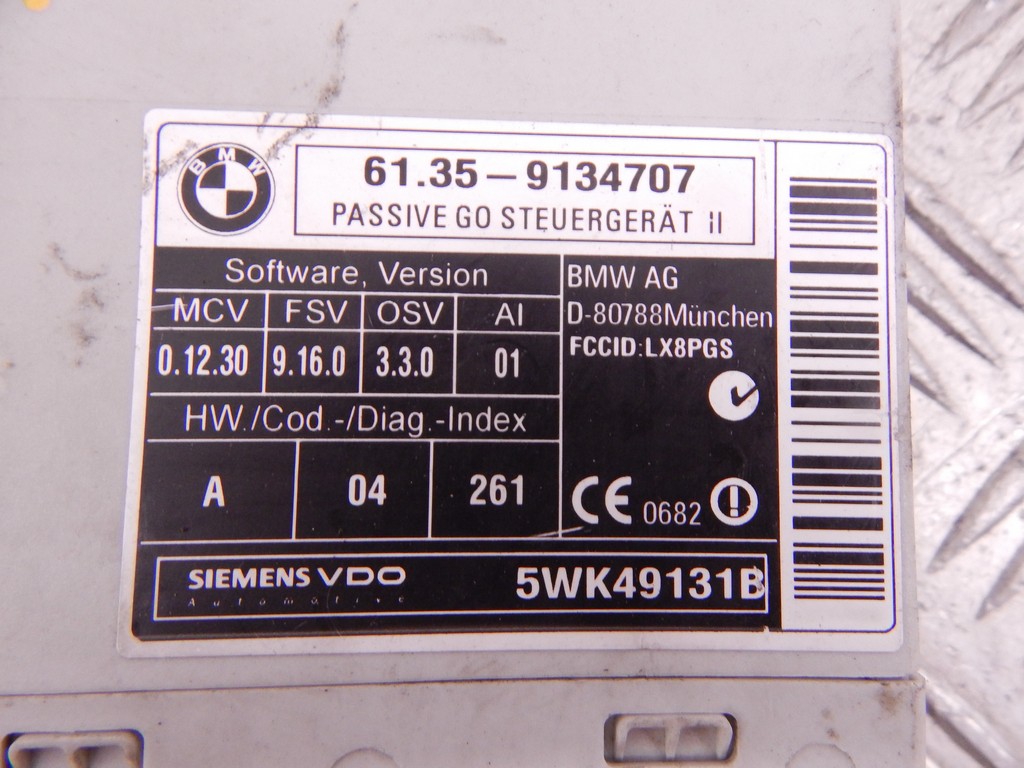 BMW
61.35-9134707
PASSIVE GO STEUERGERÄT II
Software, Version
MCV FSV OSV AI
0.12.30 9.16.0 3.3.0 01
HW./Cod.-/Diag.-Index
A 04 261
BMW AG
D-80788München
FCCID:LX8PGS
CE 0682
SIEMENS VDO
Automotive
5WK49131B